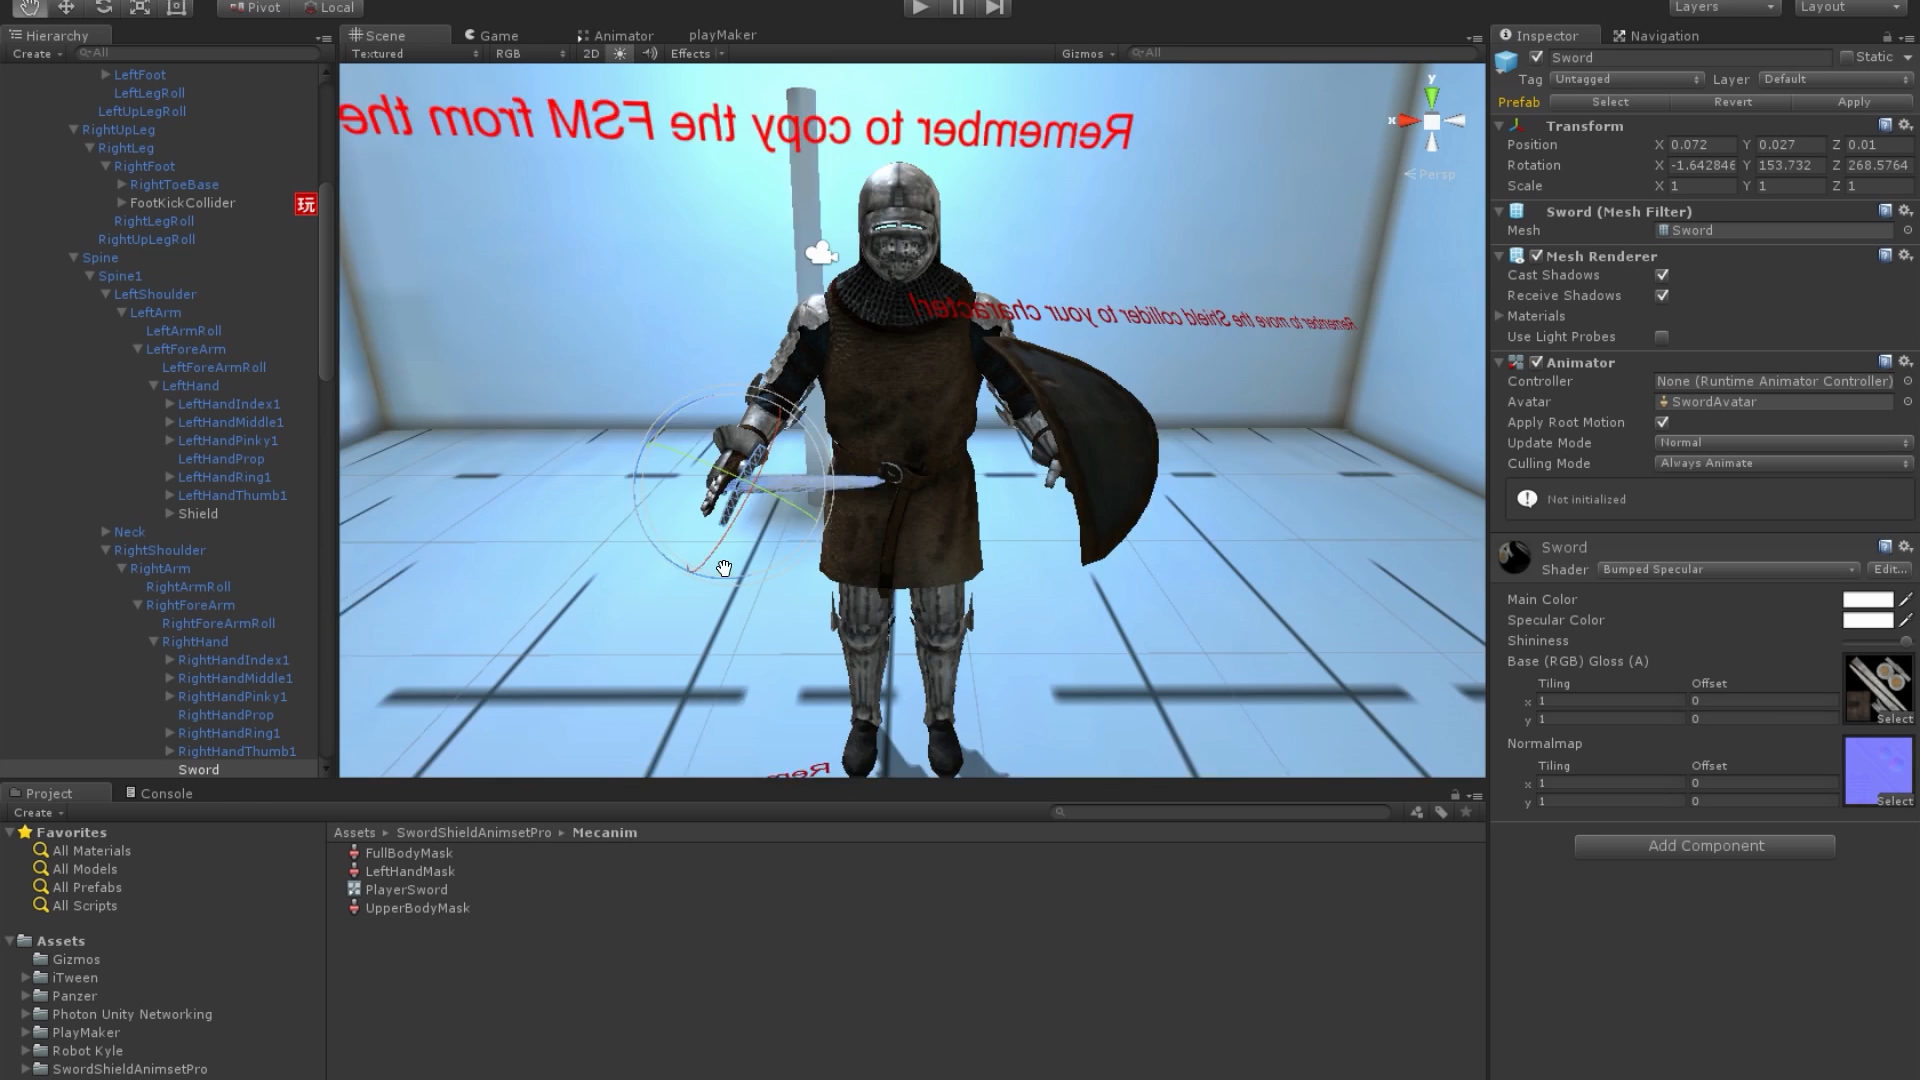 Pivot
Local
Layers
Layout
Hierarchy
Create
All
LeftFoot
LeftLegRoll
LeftUpLegRoll
RightUpLeg
RightLeg
RightFoot
RightToeBase
FootKickCollider
玩
RightLegRoll
RightUpLegRoll
Spine
Spine1
LeftShoulder
LeftArm
LeftArmRoll
LeftForeArm
LeftForeArmRoll
LeftHand
LeftHandIndex1
LeftHandMiddle1
LeftHandPinky1
LeftHandProp
LeftHandRing1
LeftHandThumb1
Shield
Neck
RightShoulder
RightArm
RightArmRoll
RightForeArm
RightForeArmRoll
RightHand
RightHandIndex1
RightHandMiddle1
RightHandPinky1
RightHandProp
RightHandRing1
RightHandThumb1
Sword
Scene
Game
Animator
playMaker
Textured
RGB
2D
Effects
Gizmos
All
Remember to copy the FSM from the
Remember to move the Shield collider to your character!
Rem
y
x
Persp
Inspector
Navigation
Sword
Static
Tag Untagged Layer Default
Prefab Select Revert Apply
Transform
Position X 0.072 Y 0.027 Z 0.01
Rotation X -1.642846 Y 153.732 Z 268.5764
Scale X 1 Y 1 Z 1
Sword (Mesh Filter)
Mesh Sword
Mesh Renderer
Cast Shadows
Receive Shadows
Materials
Use Light Probes
Animator
Controller None (Runtime Animator Controller)
Avatar SwordAvatar
Apply Root Motion
Update Mode Normal
Culling Mode Always Animate
Not initialized
Sword
Shader Bumped Specular Edit...
Main Color
Specular Color
Shininess
Base (RGB) Gloss (A)
Tiling Offset
x 1 0
y 1 0
Select
Normalmap
Tiling Offset
x 1 0
y 1 0
Select
Add Component
Project
Console
Create
Favorites
All Materials
All Models
All Prefabs
All Scripts
Assets
Gizmos
iTween
Panzer
Photon Unity Networking
PlayMaker
Robot Kyle
SwordShieldAnimsetPro
Assets SwordShieldAnimsetPro Mecanim
FullBodyMask
LeftHandMask
PlayerSword
UpperBodyMask